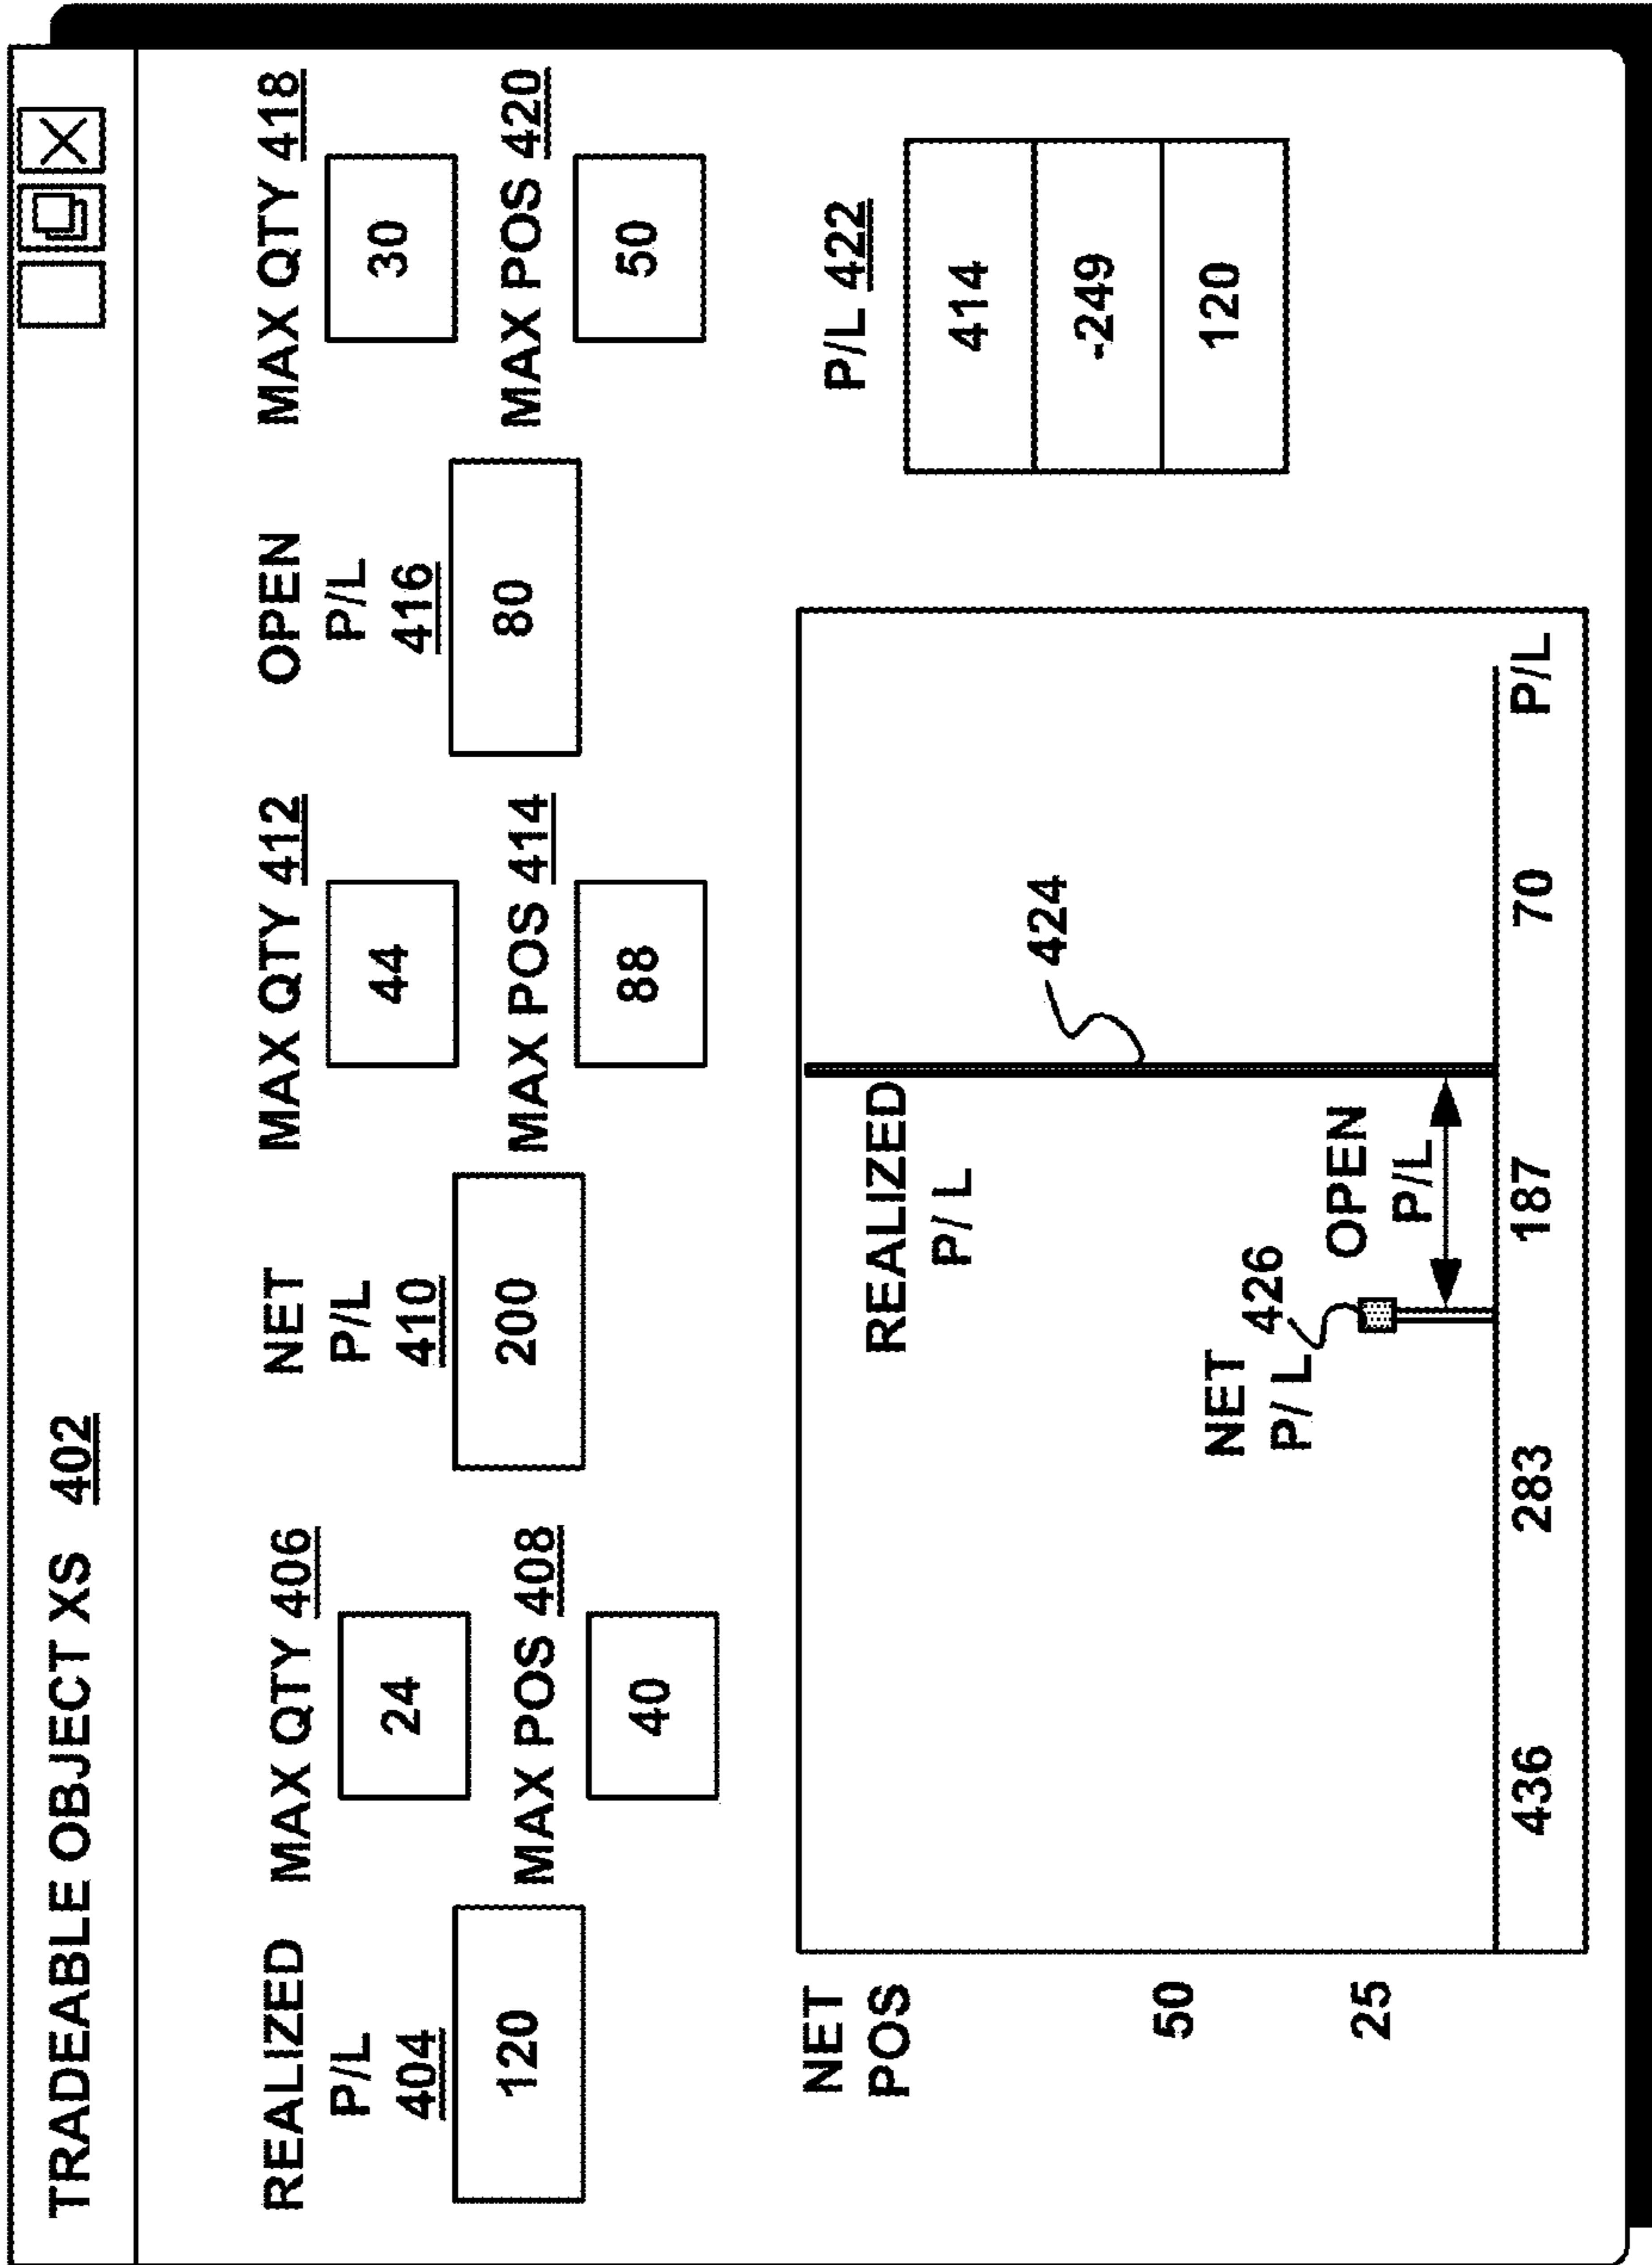 TRADEABLE OBJECT XS 402
REALIZED
P/L
404
120
MAX QTY 406
24
MAX POS 408
40
NET
P/L
410
200
MAX QTY 412
44
MAX POS 414
88
OPEN
P/L
416
80
MAX QTY 418
30
MAX POS 420
50
NET
POS
50
25
REALIZED
P/ L
424
NET
P/ L
426
OPEN
P/L
436 283 187 70 P/L
P/L 422
414
-249
120